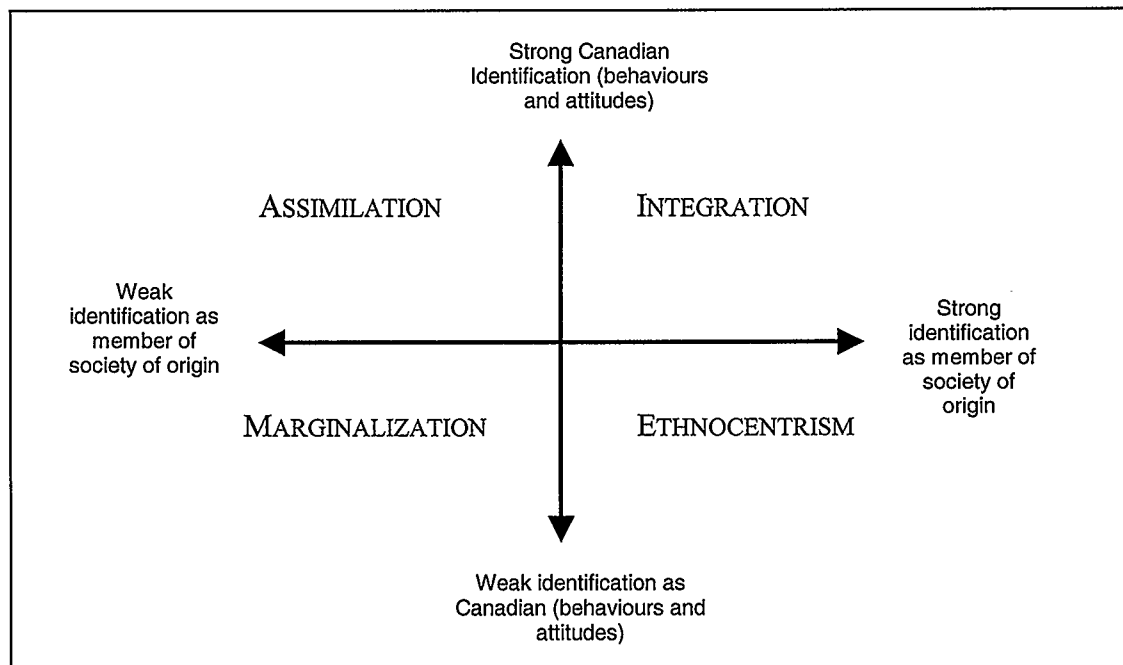 Strong Canadian
Identification (behaviours
and attitudes)
ASSIMILATION
INTEGRATION
Weak
identification as
member of
society of origin
Strong
identification
as member of
society of
origin
MARGINALIZATION
ETHNOCENTRISM
Weak identification as
Canadian (behaviours and
attitudes)